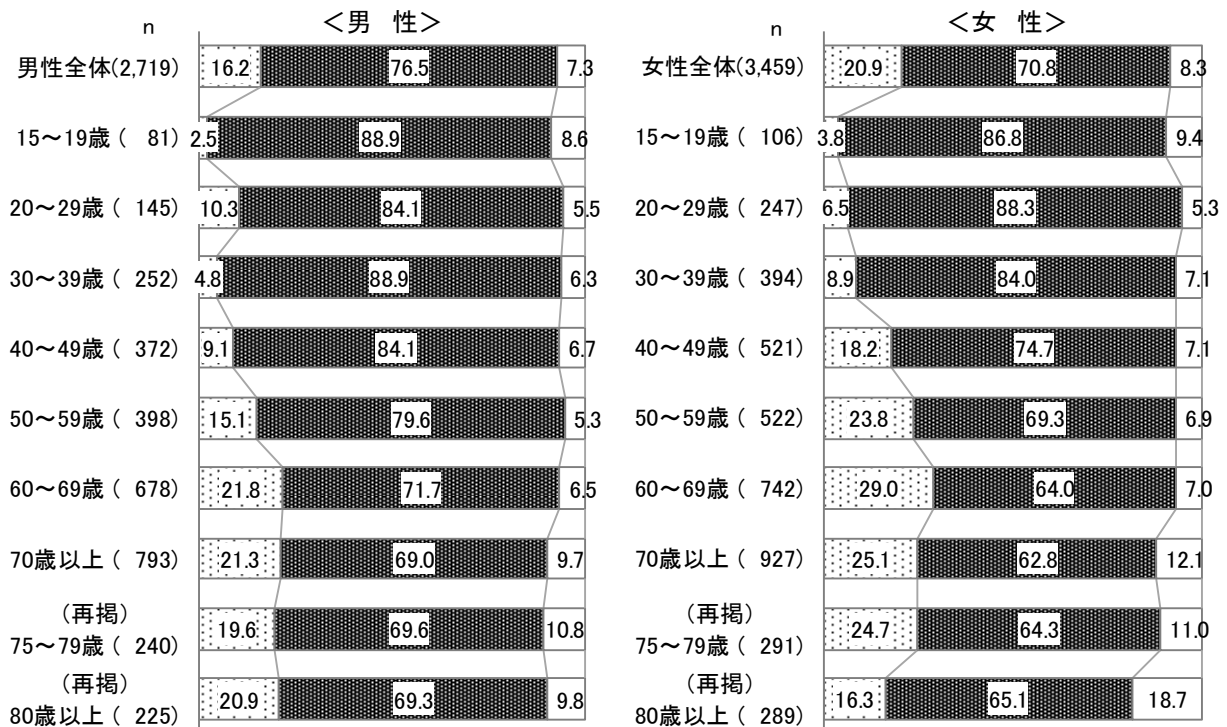 n ＜男　性＞
男性全体(2,719) 16.2 76.5 7.3
15～19歳（ 81） 2.5 88.9 8.6
20～29歳（ 145） 10.3 84.1 5.5
30～39歳（ 252） 4.8 88.9 6.3
40～49歳（ 372） 9.1 84.1 6.7
50～59歳（ 398） 15.1 79.6 5.3
60～69歳（ 678） 21.8 71.7 6.5
70歳以上（ 793） 21.3 69.0 9.7
（再掲）
75～79歳（ 240） 19.6 69.6 10.8
（再掲）
80歳以上（ 225） 20.9 69.3 9.8
n ＜女　性＞
女性全体(3,459) 20.9 70.8 8.3
15～19歳（ 106） 3.8 86.8 9.4
20～29歳（ 247） 6.5 88.3 5.3
30～39歳（ 394） 8.9 84.0 7.1
40～49歳（ 521） 18.2 74.7 7.1
50～59歳（ 522） 23.8 69.3 6.9
60～69歳（ 742） 29.0 64.0 7.0
70歳以上（ 927） 25.1 62.8 12.1
（再掲）
75～79歳（ 291） 24.7 64.3 11.0
（再掲）
80歳以上（ 289） 16.3 65.1 18.7